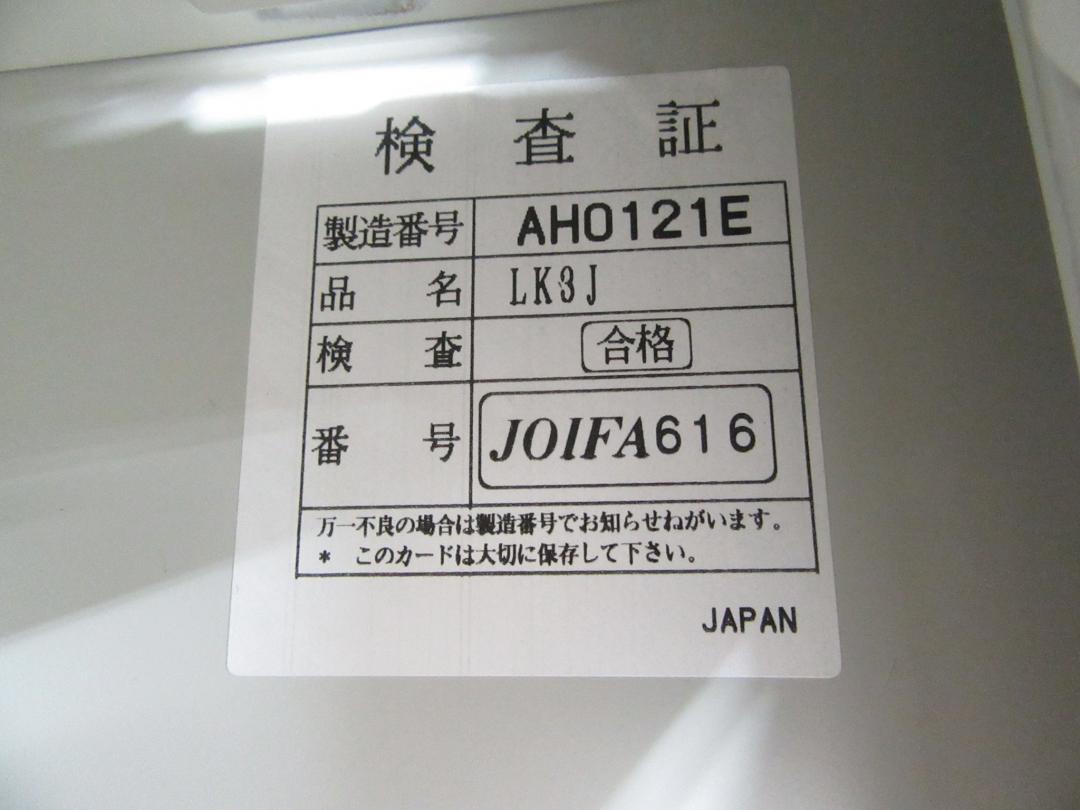 検査証
製造番号 AH0121E
品名 LK3J
検査 合格
番号 JOIFA616
万一不良の場合は製造番号でお知らせねがいます。
* このカードは大切に保存して下さい。
JAPAN